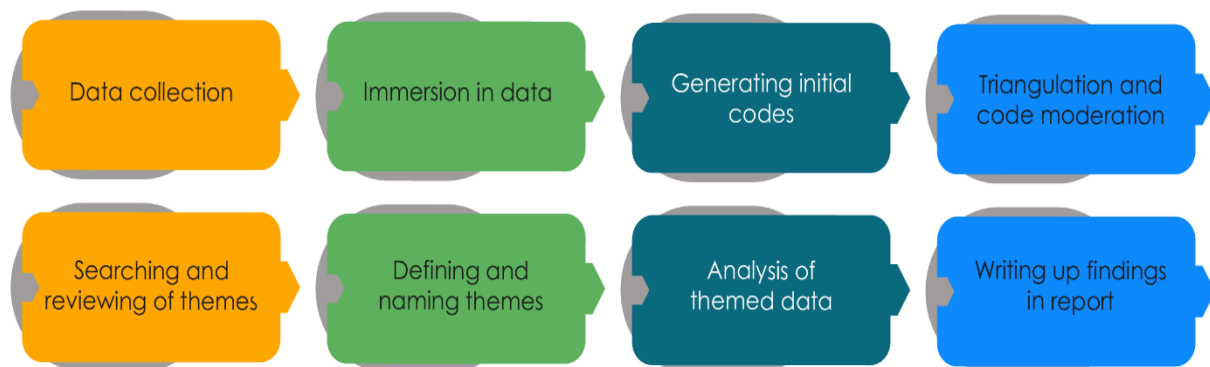 Data collection
Immersion in data
Generating initial
codes
Triangulation and
code moderation
Searching and
reviewing of themes
Defining and
naming themes
Analysis of
themed data
Writing up findings
in report